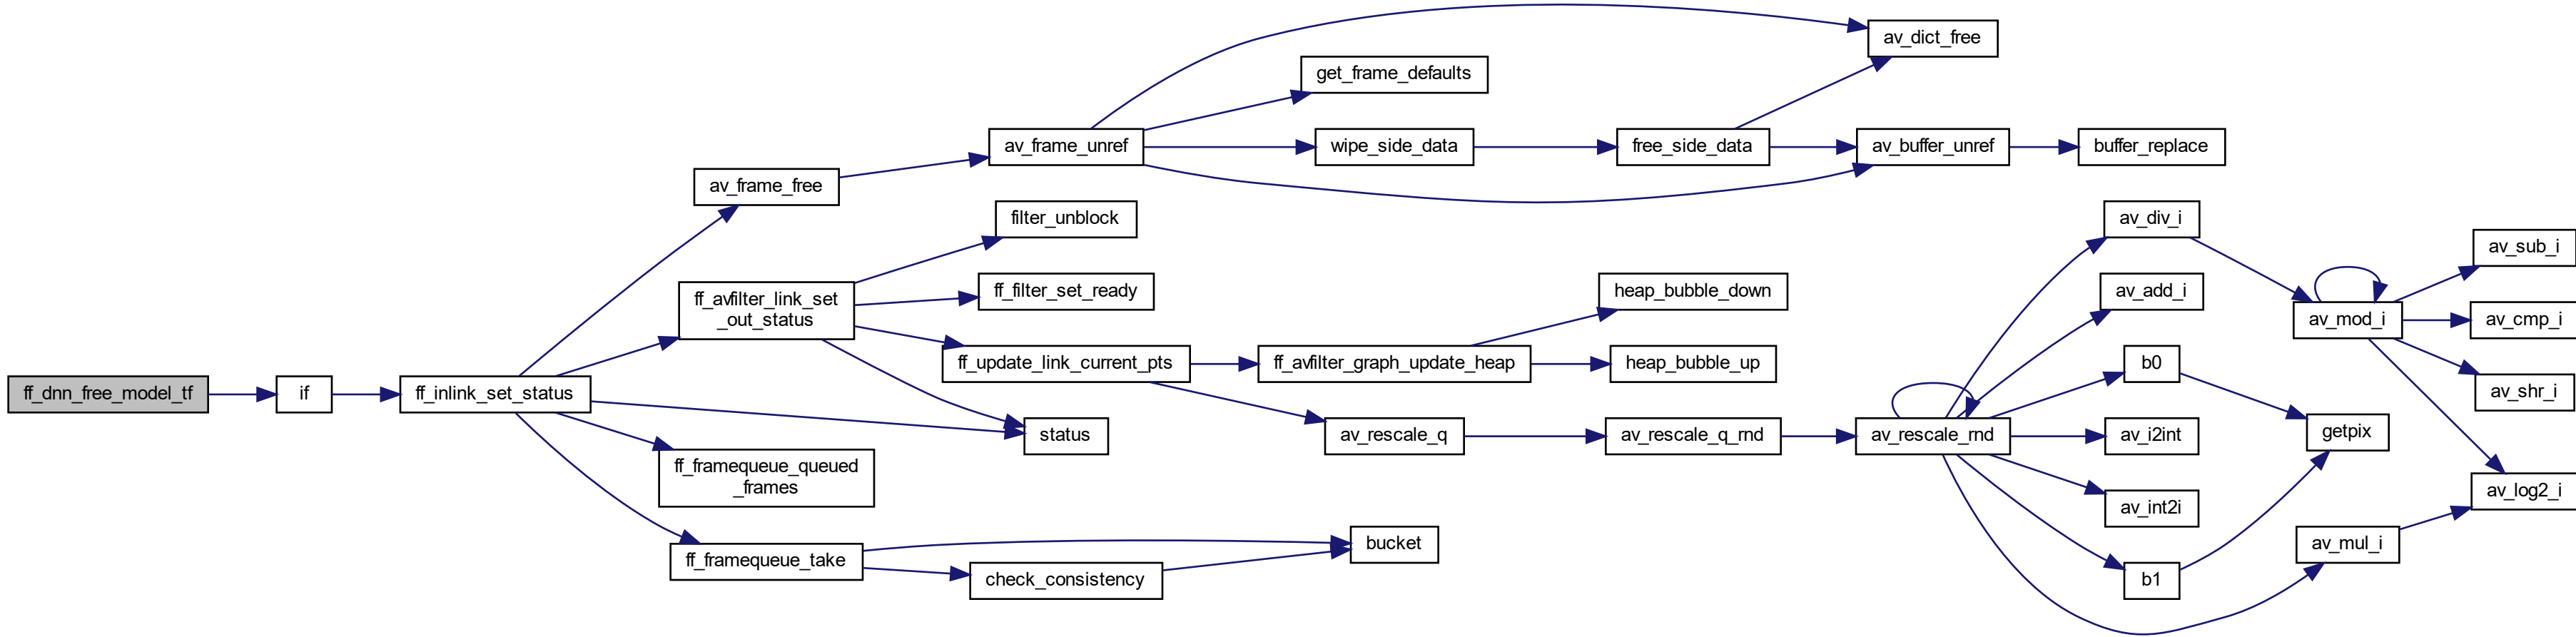 ff_dnn_free_model_tf
if
ff_inlink_set_status
av_frame_free
ff_avfilter_link_set
_out_status
ff_framequeue_queued
_frames
ff_framequeue_take
av_frame_unref
filter_unblock
ff_filter_set_ready
ff_update_link_current_pts
status
check_consistency
get_frame_defaults
wipe_side_data
ff_avfilter_graph_update_heap
av_rescale_q
bucket
free_side_data
heap_bubble_down
heap_bubble_up
av_rescale_q_rnd
av_dict_free
av_buffer_unref
av_rescale_rnd
buffer_replace
av_div_i
av_add_i
b0
av_i2int
av_int2i
b1
av_mod_i
getpix
av_mul_i
av_sub_i
av_cmp_i
av_shr_i
av_log2_i